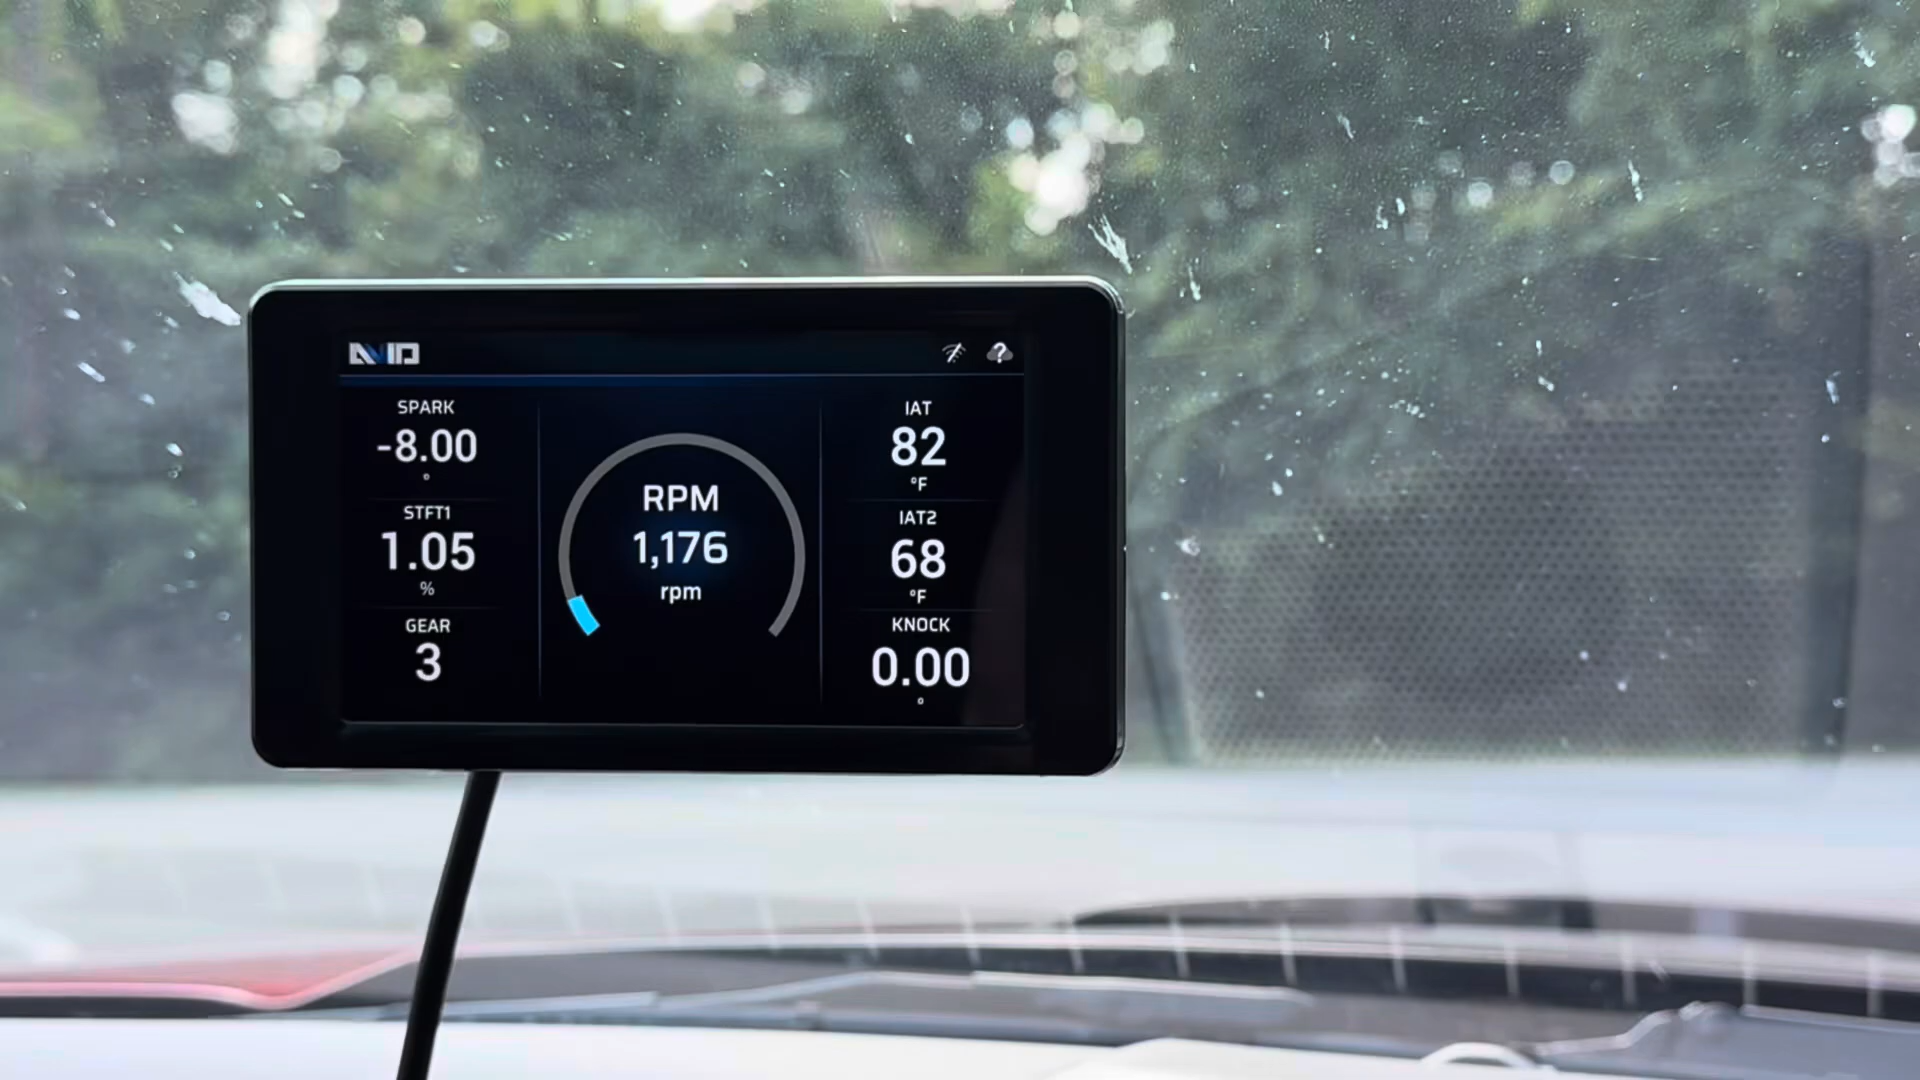 AVID
SPARK
-8.00
°
STFT1
1.05
%
GEAR
3
RPM
1,176
rpm
IAT
82
°F
IAT2
68
°F
KNOCK
0.00
°